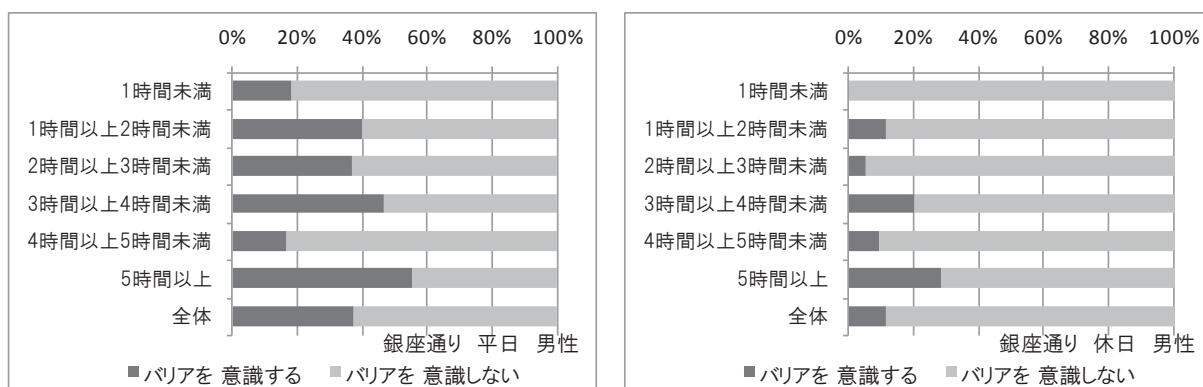 0% 20% 40% 60% 80% 100%
1時間未満
1時間以上2時間未満
2時間以上3時間未満
3時間以上4時間未満
4時間以上5時間未満
5時間以上
全体
銀座通り 平日 男性
■バリアを 意識する ■バリアを 意識しない
0% 20% 40% 60% 80% 100%
1時間未満
1時間以上2時間未満
2時間以上3時間未満
3時間以上4時間未満
4時間以上5時間未満
5時間以上
全体
銀座通り 休日 男性
■バリアを 意識する ■バリアを 意識しない